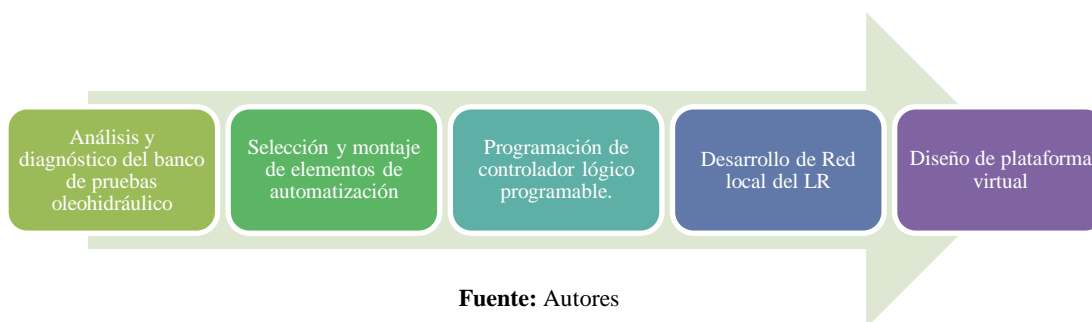 Análisis y
diagnóstico del banco
de pruebas
oleohidráulico
Selección y montaje
de elementos de
automatización
Programación de
controlador lógico
programable.
Desarrollo de Red
local del LR
Diseño de plataforma
virtual
Fuente: Autores